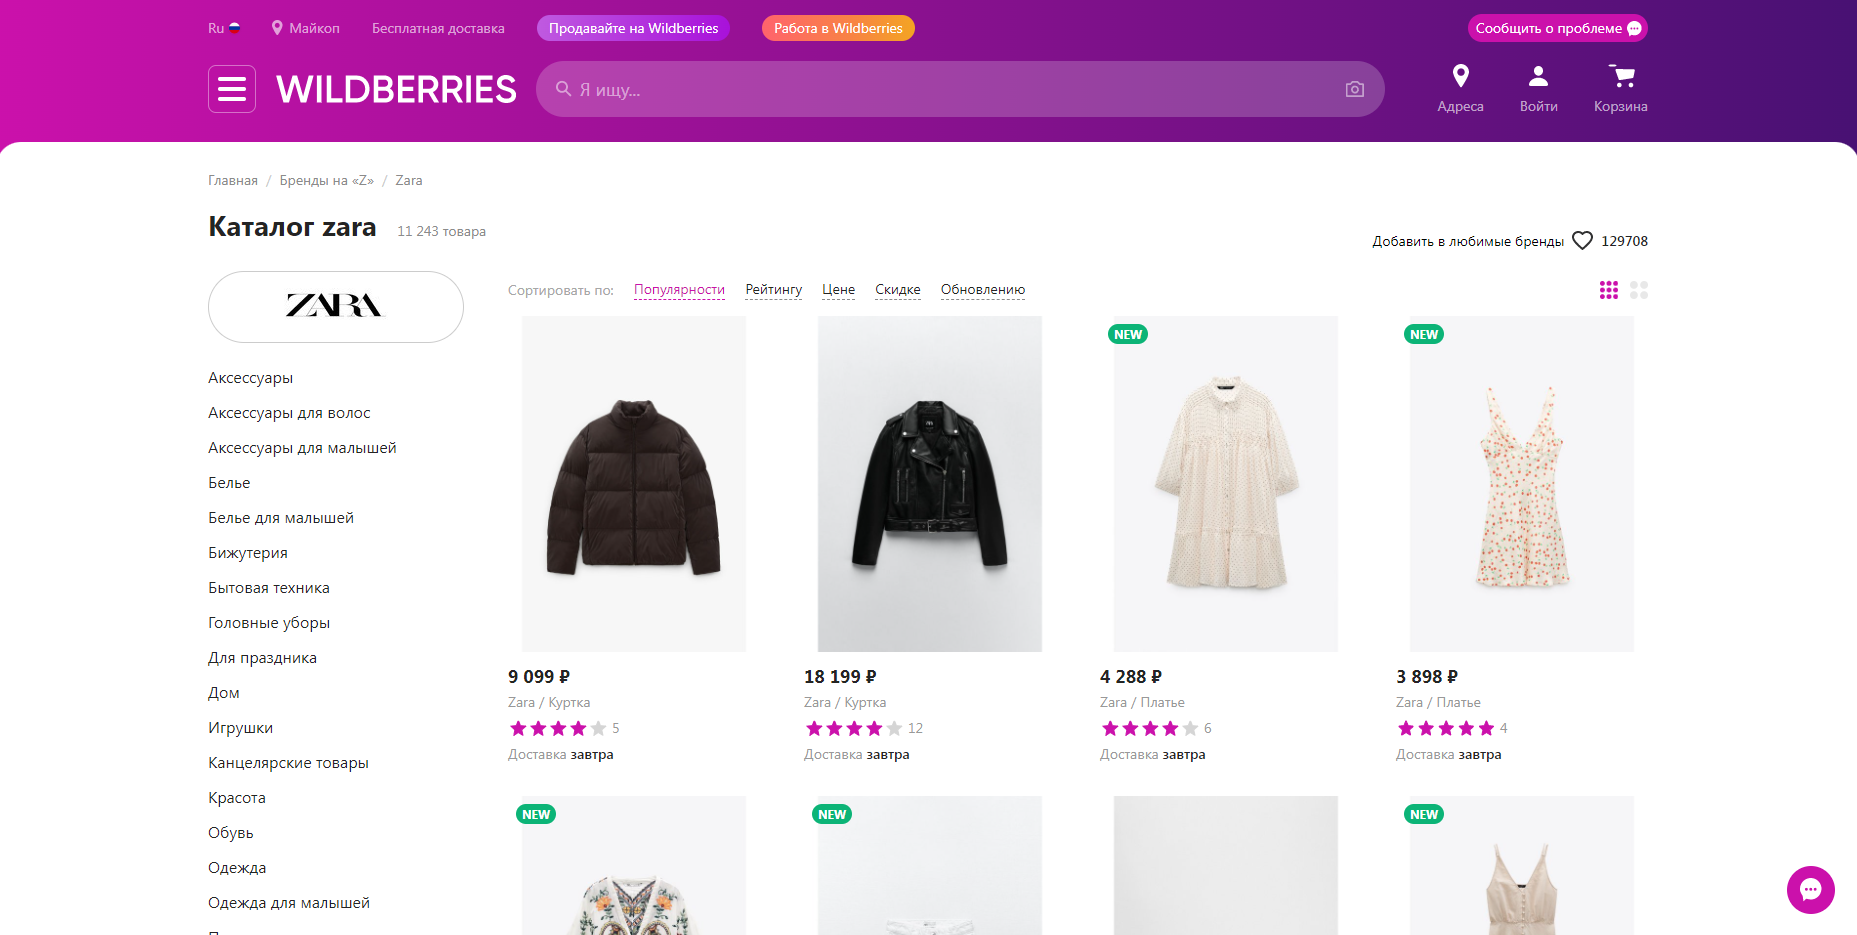 Ru Майкоп Бесплатная доставка Продавайте на Wildberries Работа в Wildberries Сообщить о проблеме
WILDBERRIES Я ищу... Адреса Войти Корзина
Главная / Бренды на «Z» / Zara
Каталог zara 11 243 товара
Добавить в любимые бренды 129708
ZARA
Сортировать по: Популярности Рейтингу Цене Скидке Обновлению
Аксессуары
Аксессуары для волос
Аксессуары для малышей
Белье
Белье для малышей
Бижутерия
Бытовая техника
Головные уборы
Для праздника
Дом
Игрушки
Канцелярские товары
Красота
Обувь
Одежда
Одежда для малышей
NEW NEW
9 099 ₽ 18 199 ₽ 4 288 ₽ 3 898 ₽
Zara / Куртка Zara / Куртка Zara / Платье Zara / Платье
5 12 6 4
Доставка завтра Доставка завтра Доставка завтра Доставка завтра
NEW NEW NEW